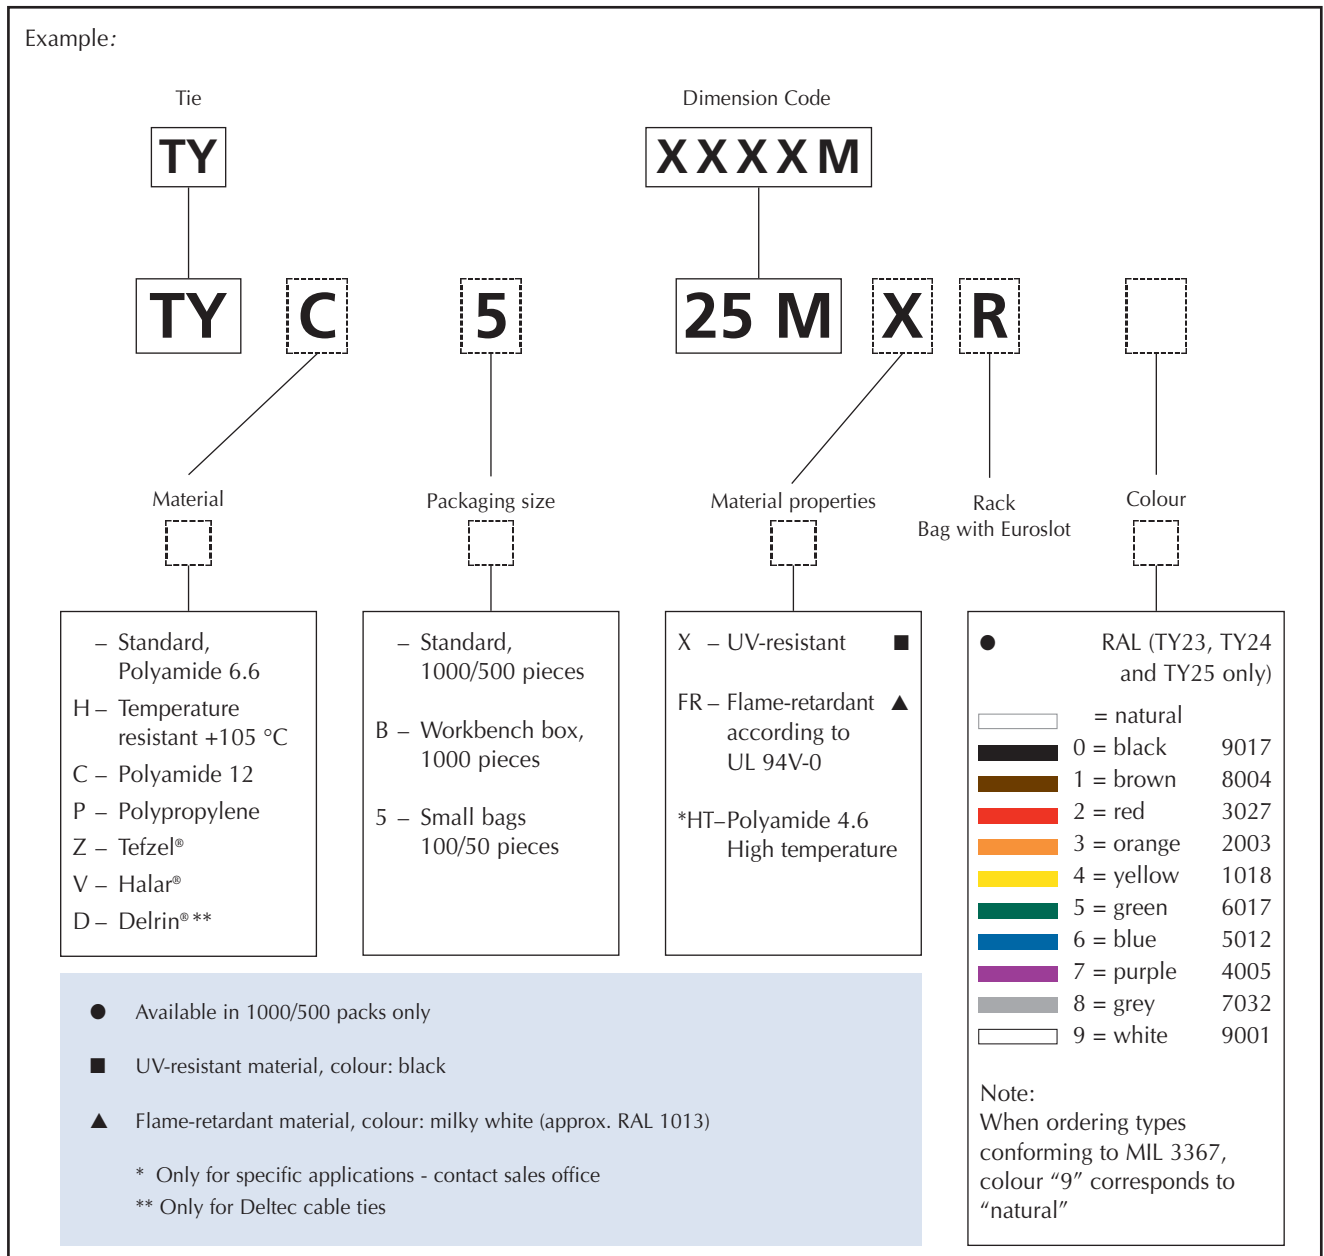 Example:
Tie
Dimension Code
TY
XXXXM
TY C 5 25 M X R
Material
Packaging size
Material properties
Rack
Bag with Euroslot
Colour
– Standard,
Polyamide 6.6
H – Temperature
resistant +105 °C
C – Polyamide 12
P – Polypropylene
Z – Tefzel®
V – Halar®
D – Delrin® **
– Standard,
1000/500 pieces
B – Workbench box,
1000 pieces
5 – Small bags
100/50 pieces
X – UV-resistant ■
FR – Flame-retardant ▲
according to
UL 94V-0
*HT–Polyamide 4.6
High temperature
● RAL (TY23, TY24
and TY25 only)
= natural
0 = black 9017
1 = brown 8004
2 = red 3027
3 = orange 2003
4 = yellow 1018
5 = green 6017
6 = blue 5012
7 = purple 4005
8 = grey 7032
9 = white 9001
Note:
When ordering types
conforming to MIL 3367,
colour “9” corresponds to
“natural”
● Available in 1000/500 packs only
■ UV-resistant material, colour: black
▲ Flame-retardant material, colour: milky white (approx. RAL 1013)
* Only for specific applications - contact sales office
** Only for Deltec cable ties